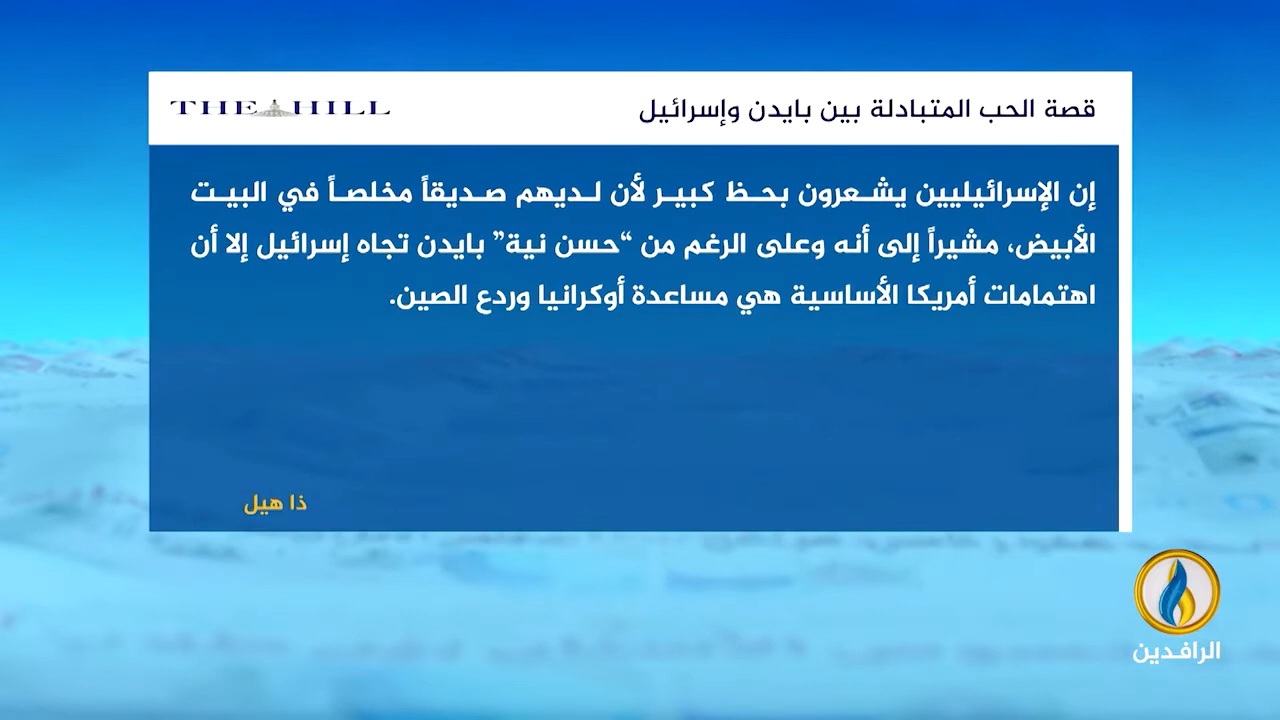 قصة الحب المتبادلة بين بايدن وإسرائيل
THE HILL
إن الإسرائيليين يشعرون بحظ كبير لأن لديهم صديقاً مخلصاً في البيت
الأبيض، مشيراً إلى أنه وعلى الرغم من “حسن نية” بايدن تجاه إسرائيل إلا أن
اهتمامات أمريكا الأساسية هي مساعدة أوكرانيا وردع الصين.
ذا هيل
الرافدين